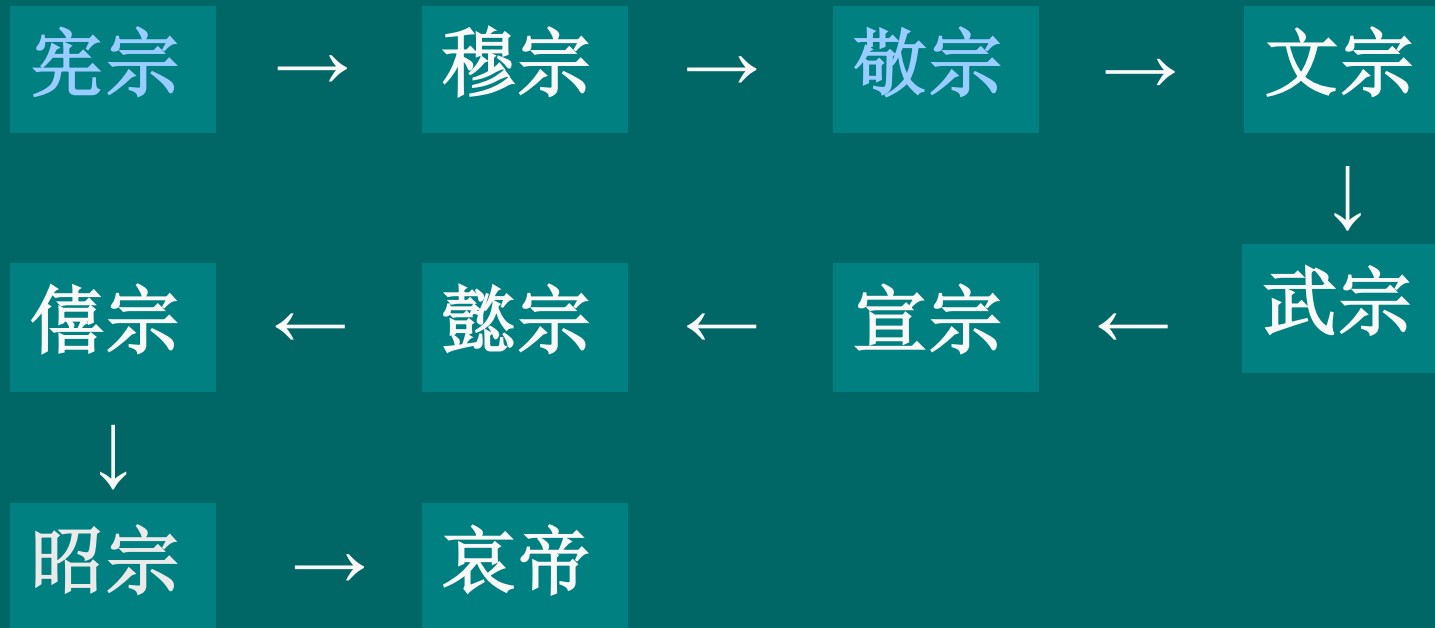 宪宗 → 穆宗 → 敬宗 → 文宗
↓
僖宗 ← 懿宗 ← 宣宗 ← 武宗
↓
昭宗 → 哀帝